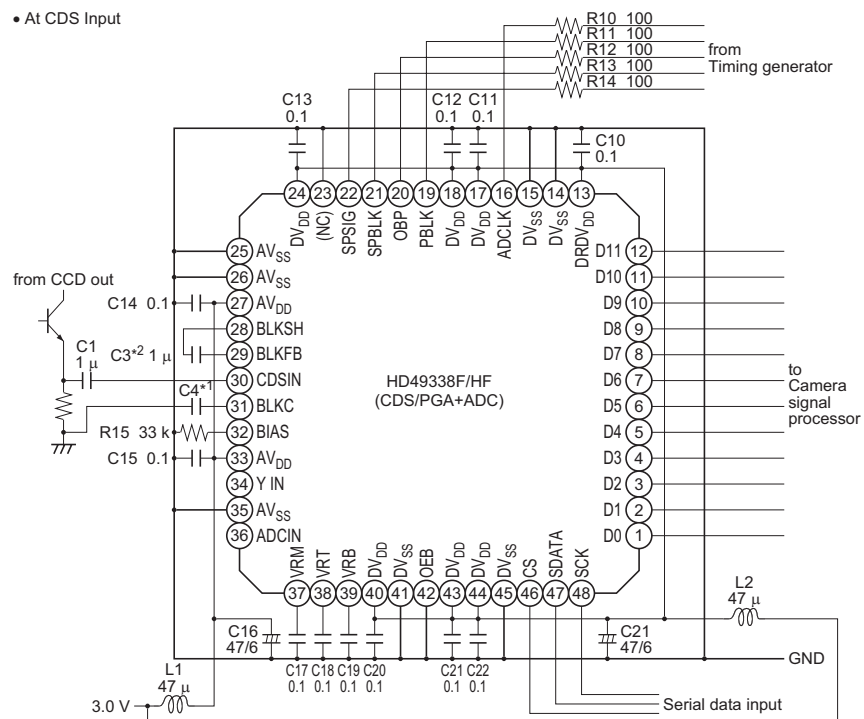 • At CDS Input
R10 100
R11 100
R12 100
R13 100
R14 100
from
Timing generator
C13
0.1
C12
0.1
C11
0.1
C10
0.1
24 23 22 21 20 19 18 17 16 15 14 13
DVDD
(NC)
SPSIG
SPBLK
OBP
PBLK
DVDD
DVDD
ADCLK
DVSS
DVSS
DRDVDD
25 AVSS
26 AVSS
C14 0.1
27 AVDD
28 BLKSH
C3*2 1 µ
29 BLKFB
from CCD out
C1
1 µ
30 CDSIN
C4*1
31 BLKC
R15 33 k
32 BIAS
C15 0.1
33 AVDD
34 Y IN
35 AVSS
36 ADCIN
HD49338F/HF
(CDS/PGA+ADC)
D11 12
D10 11
D9 10
D8 9
D7 8
D6 7
D5 6
D4 5
D3 4
D2 3
D1 2
D0 1
to
Camera
signal
processor
VRM
VRT
VRB
DVDD
DVSS
OEB
DVDD
DVDD
DVSS
CS
SDATA
SCK
37 38 39 40 41 42 43 44 45 46 47 48
C16
47/6
C17
0.1
C18
0.1
C19
0.1
C20
0.1
C21
0.1
C22
0.1
C21
47/6
L2
47 µ
GND
L1
47 µ
3.0 V
Serial data input